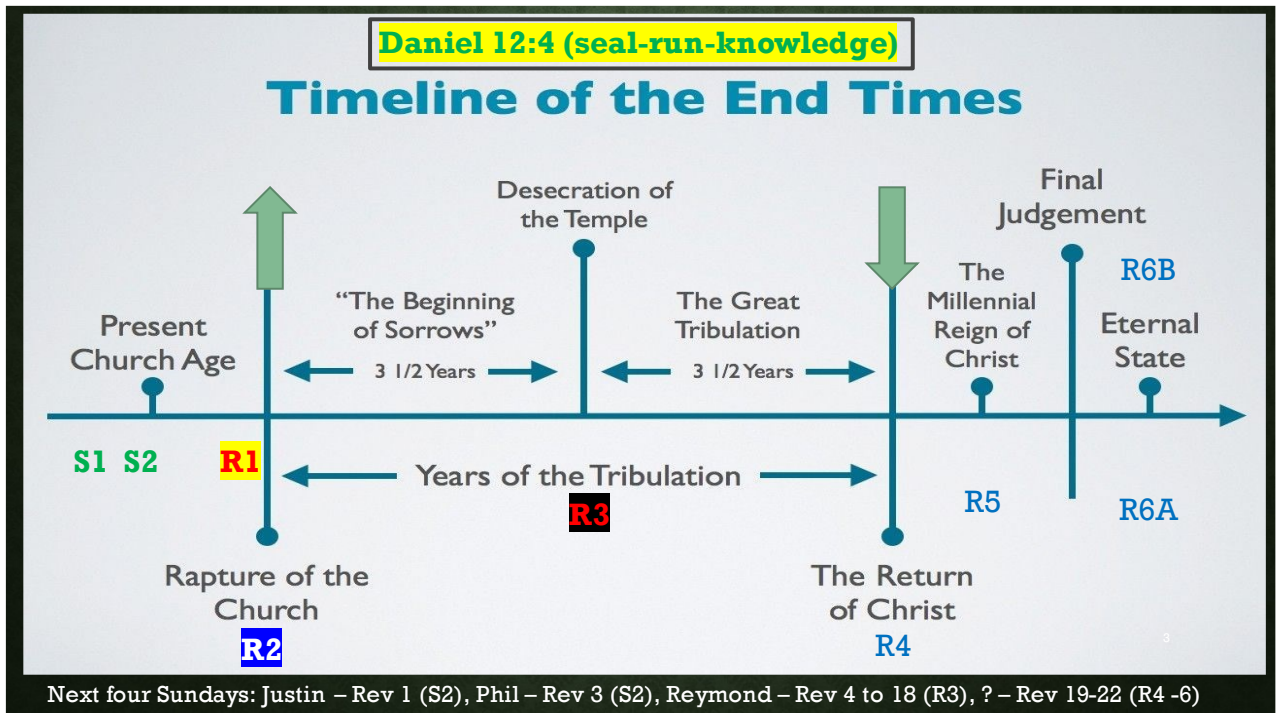 Daniel 12:4 (seal-run-knowledge)
Timeline of the End Times
Desecration of
the Temple
Final
Judgement
R6B
"The Beginning
of Sorrows"
3 1/2 Years
The Great
Tribulation
3 1/2 Years
The
Millennial
Reign of
Christ
Present
Church Age
Eternal
State
S1 S2
R1
Years of the Tribulation
R3
R5
R6A
Rapture of the
Church
R2
The Return
of Christ
R4
3
Next four Sundays: Justin – Rev 1 (S2), Phil – Rev 3 (S2), Reymond – Rev 4 to 18 (R3), ? – Rev 19-22 (R4 -6)